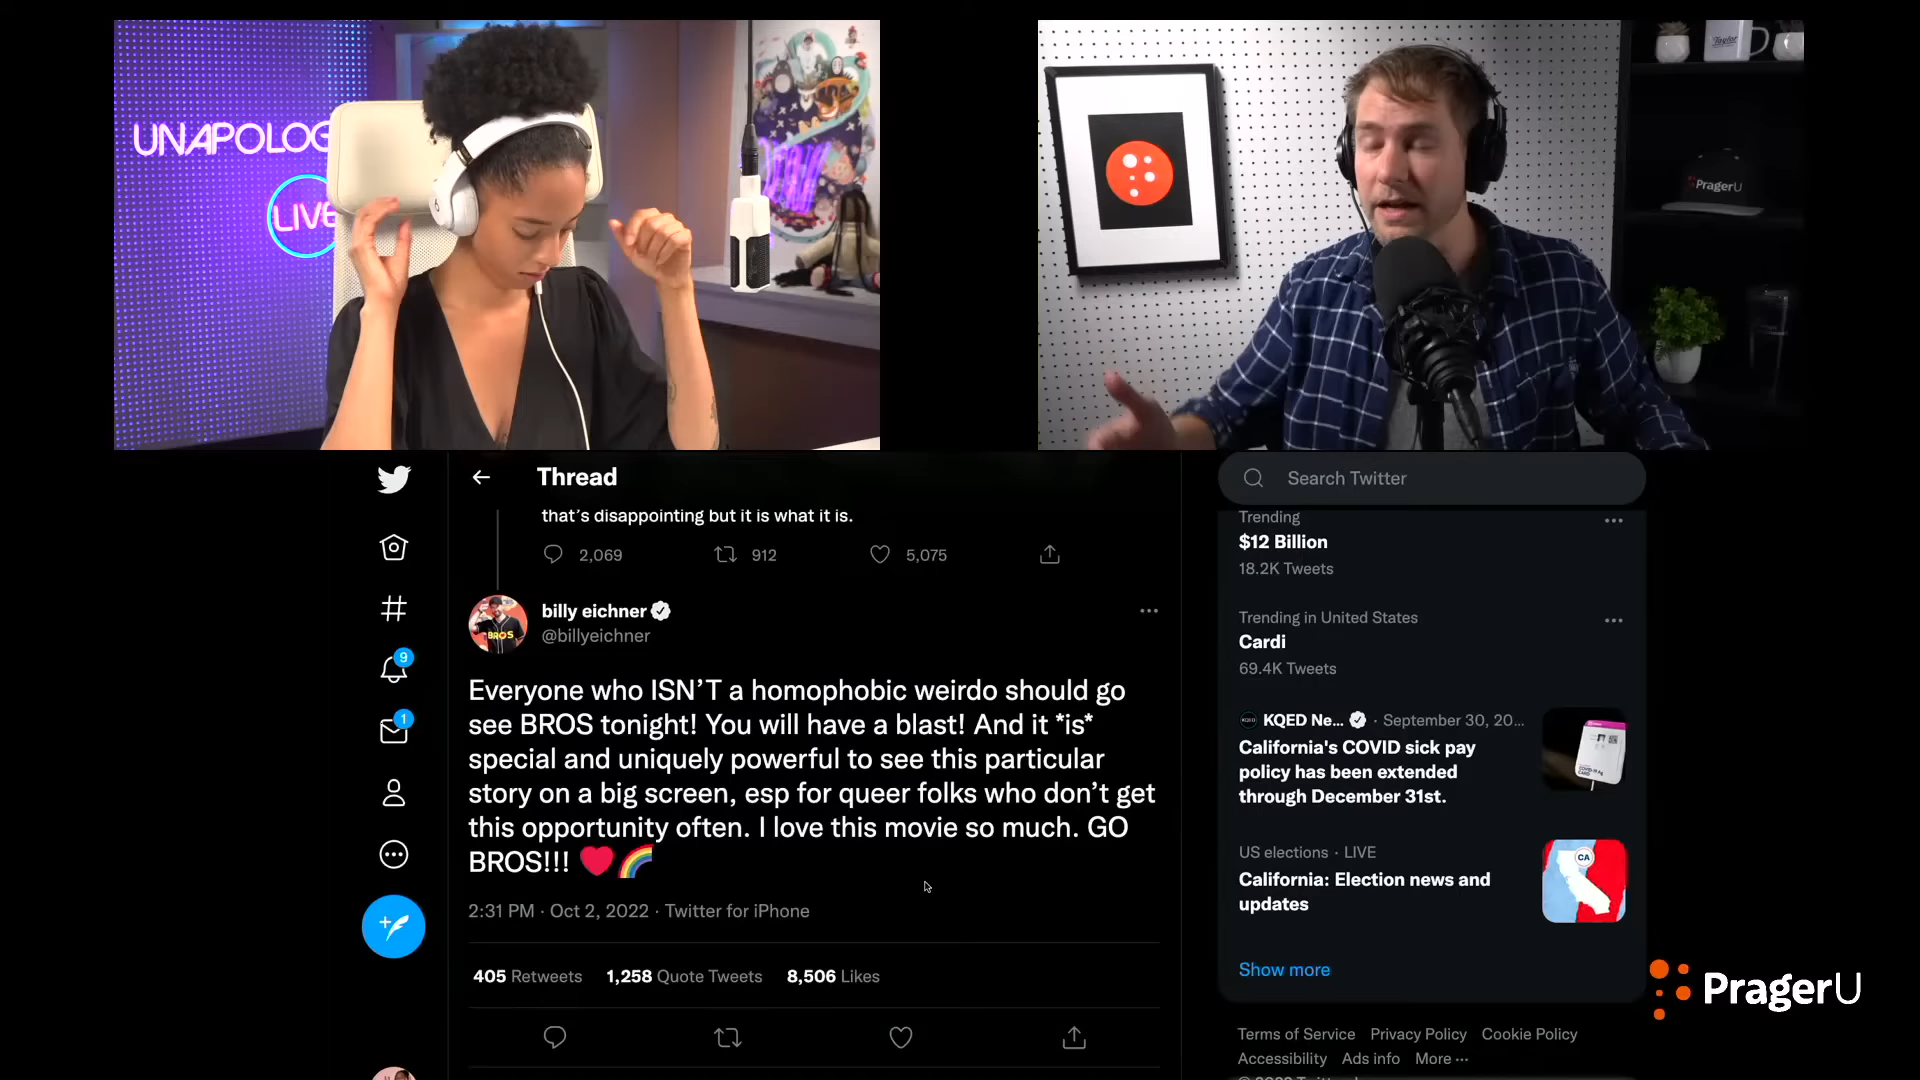 UNAPOLOG
LIVE
PragerU
Thread
that's disappointing but it is what it is.
2,069
912
5,075
billy eichner
@billyeichner
BROS
Everyone who ISN'T a homophobic weirdo should go
see BROS tonight! You will have a blast! And it *is*
special and uniquely powerful to see this particular
story on a big screen, esp for queer folks who don't get
this opportunity often. I love this movie so much. GO
BROS!!! ❤️🌈
2:31 PM · Oct 2, 2022 · Twitter for iPhone
405 Retweets 1,258 Quote Tweets 8,506 Likes
9
1
Search Twitter
Trending
$12 Billion
18.2K Tweets
Trending in United States
Cardi
69.4K Tweets
KQED Ne... · September 30, 20...
California's COVID sick pay
policy has been extended
through December 31st.
US elections · LIVE
California: Election news and
updates
CA
Show more
PragerU
Terms of Service Privacy Policy Cookie Policy
Accessibility Ads info More ···